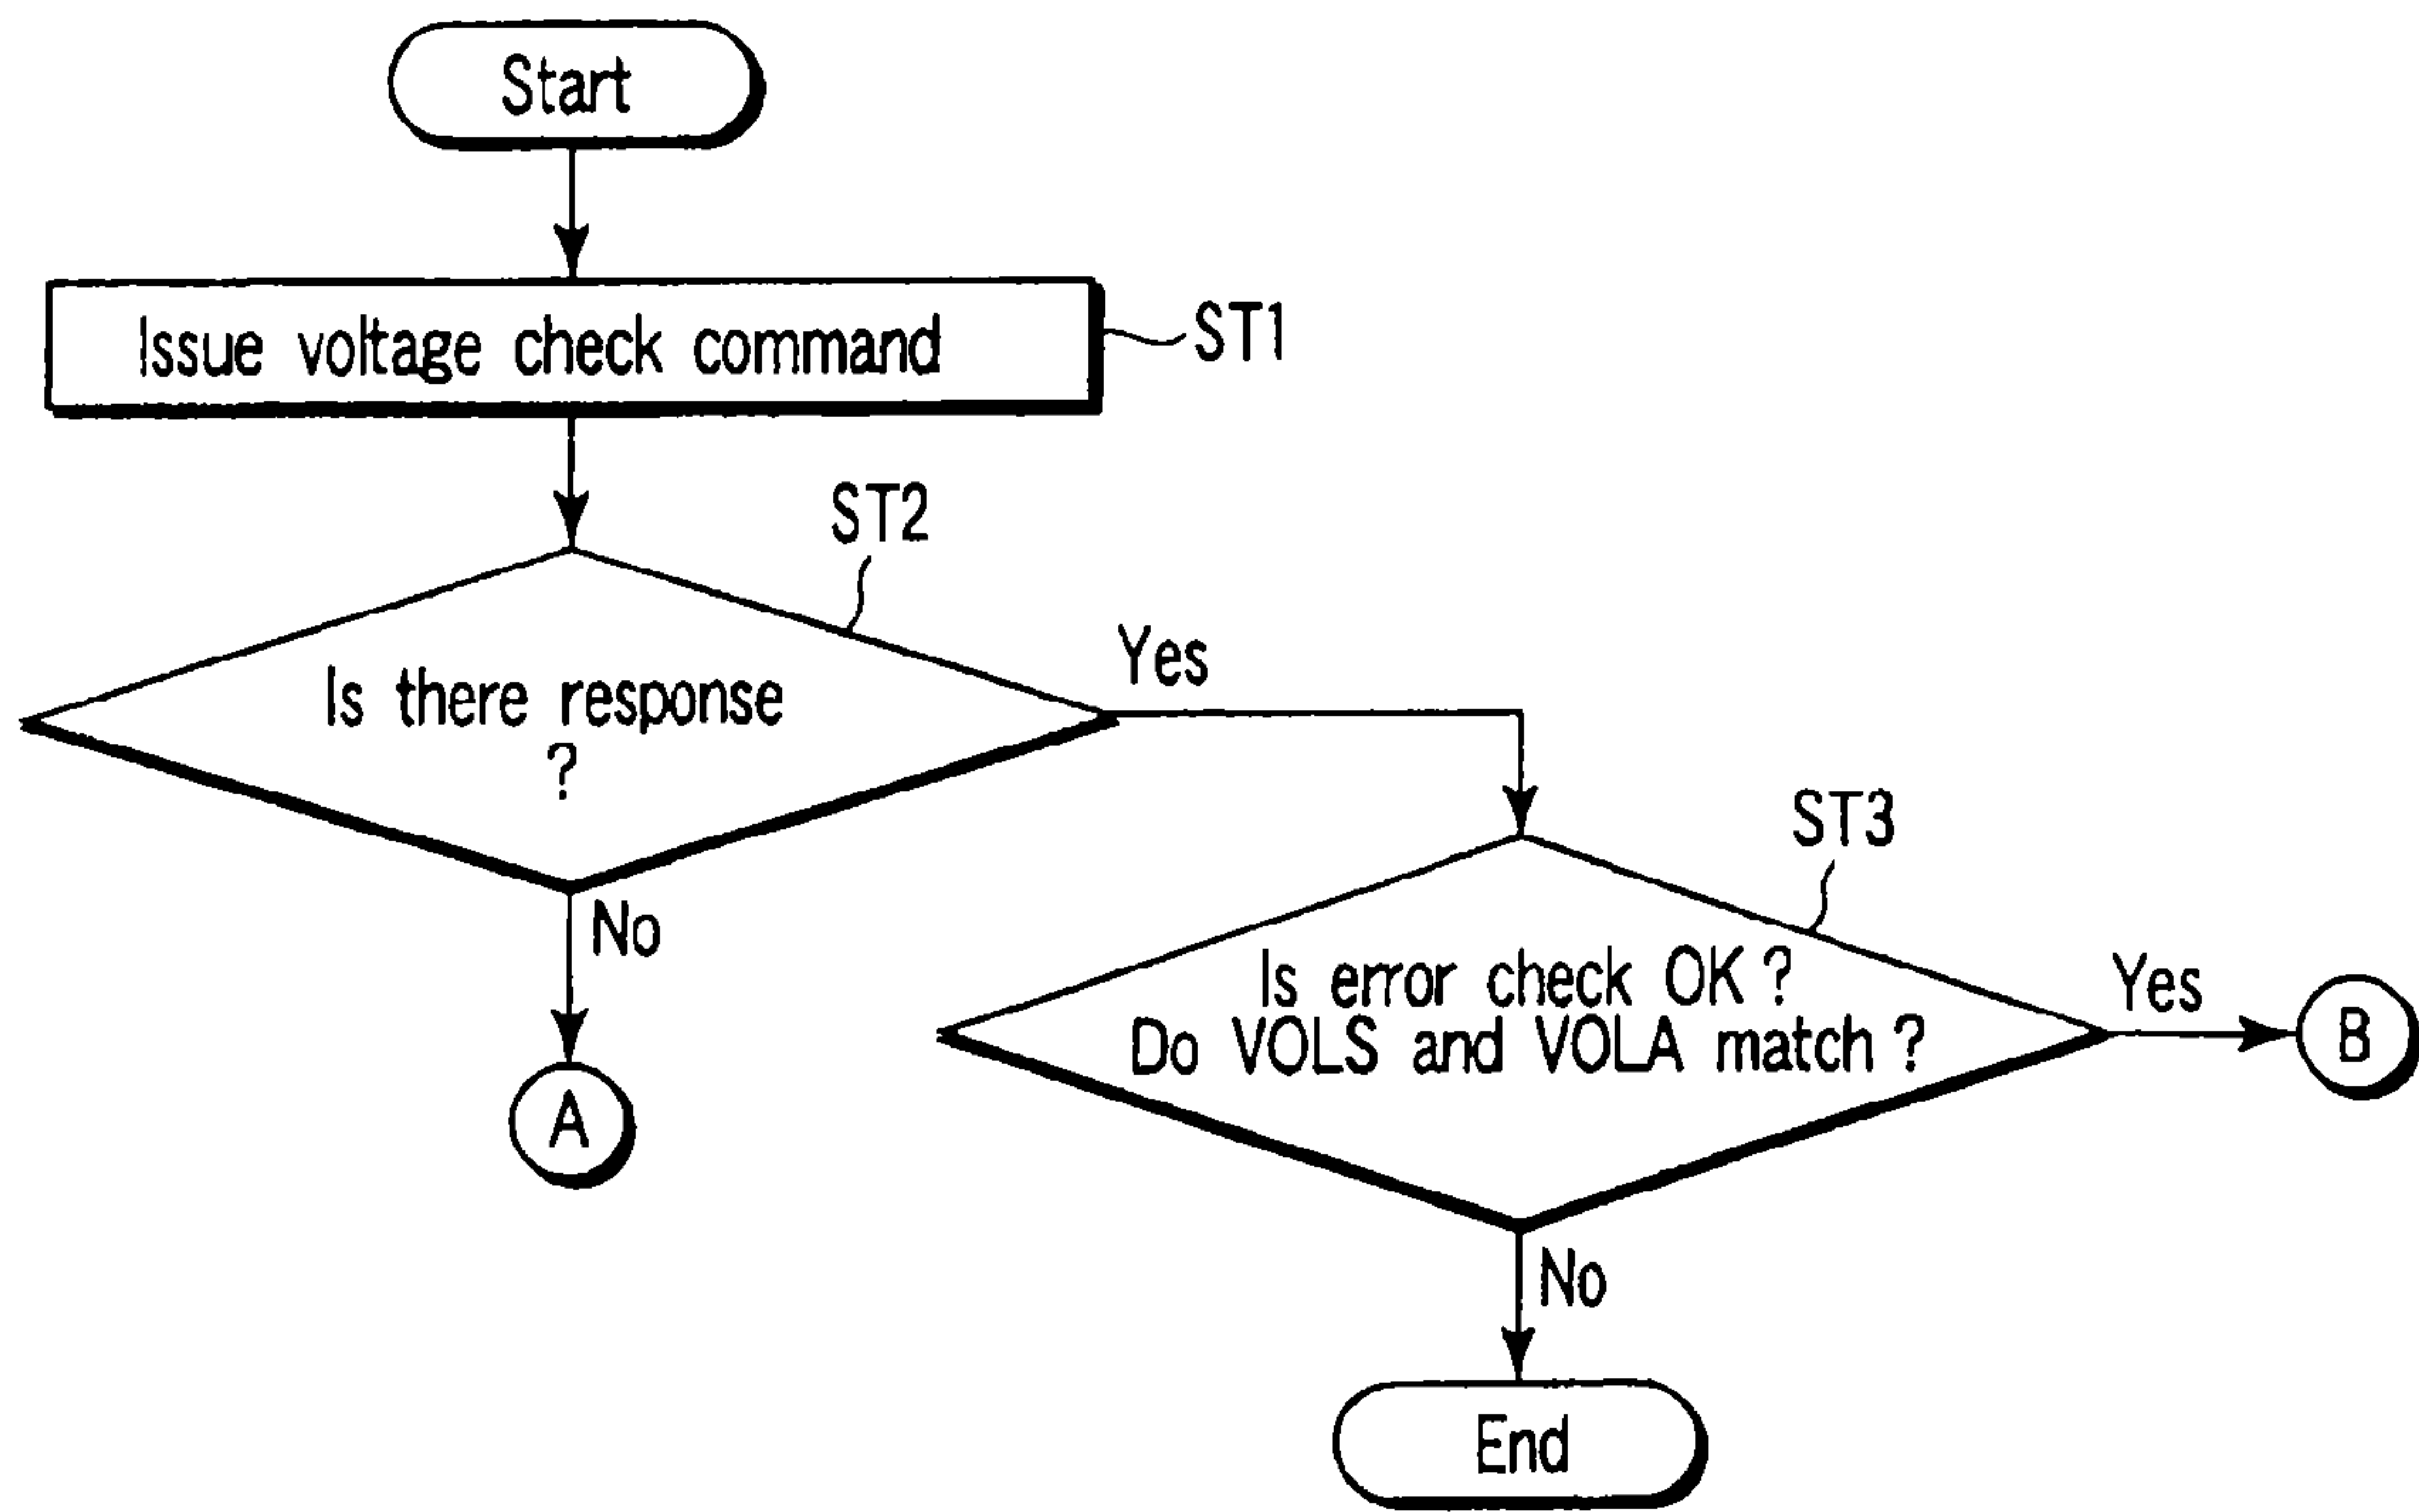 Start
Issue voltage check command
ST1
ST2
Is there response
?
Yes
No
A
ST3
Is error check OK ?
Do VOLS and VOLA match ?
Yes
B
No
End